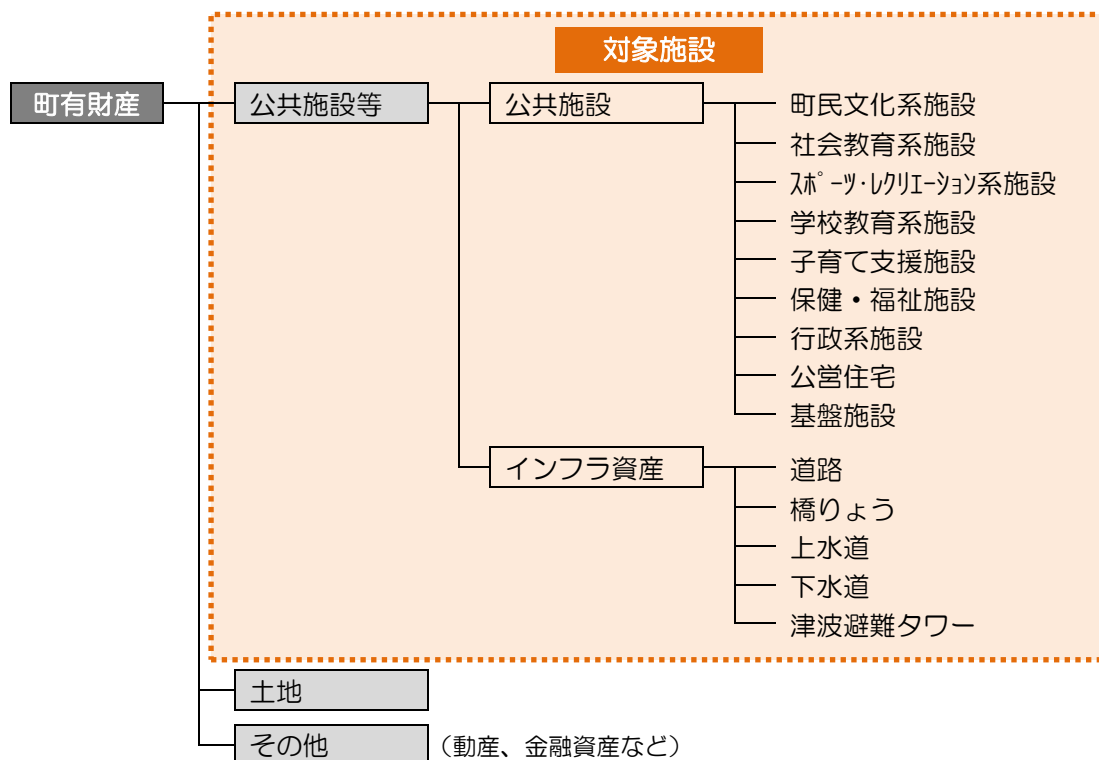 対象施設
町有財産
公共施設等
公共施設
町民文化系施設
社会教育系施設
ｽﾎﾟｰﾂ･ﾚｸﾘｴｰｼｮﾝ系施設
学校教育系施設
子育て支援施設
保健・福祉施設
行政系施設
公営住宅
基盤施設
インフラ資産
道路
橋りょう
上水道
下水道
津波避難タワー
土地
その他 （動産、金融資産など）